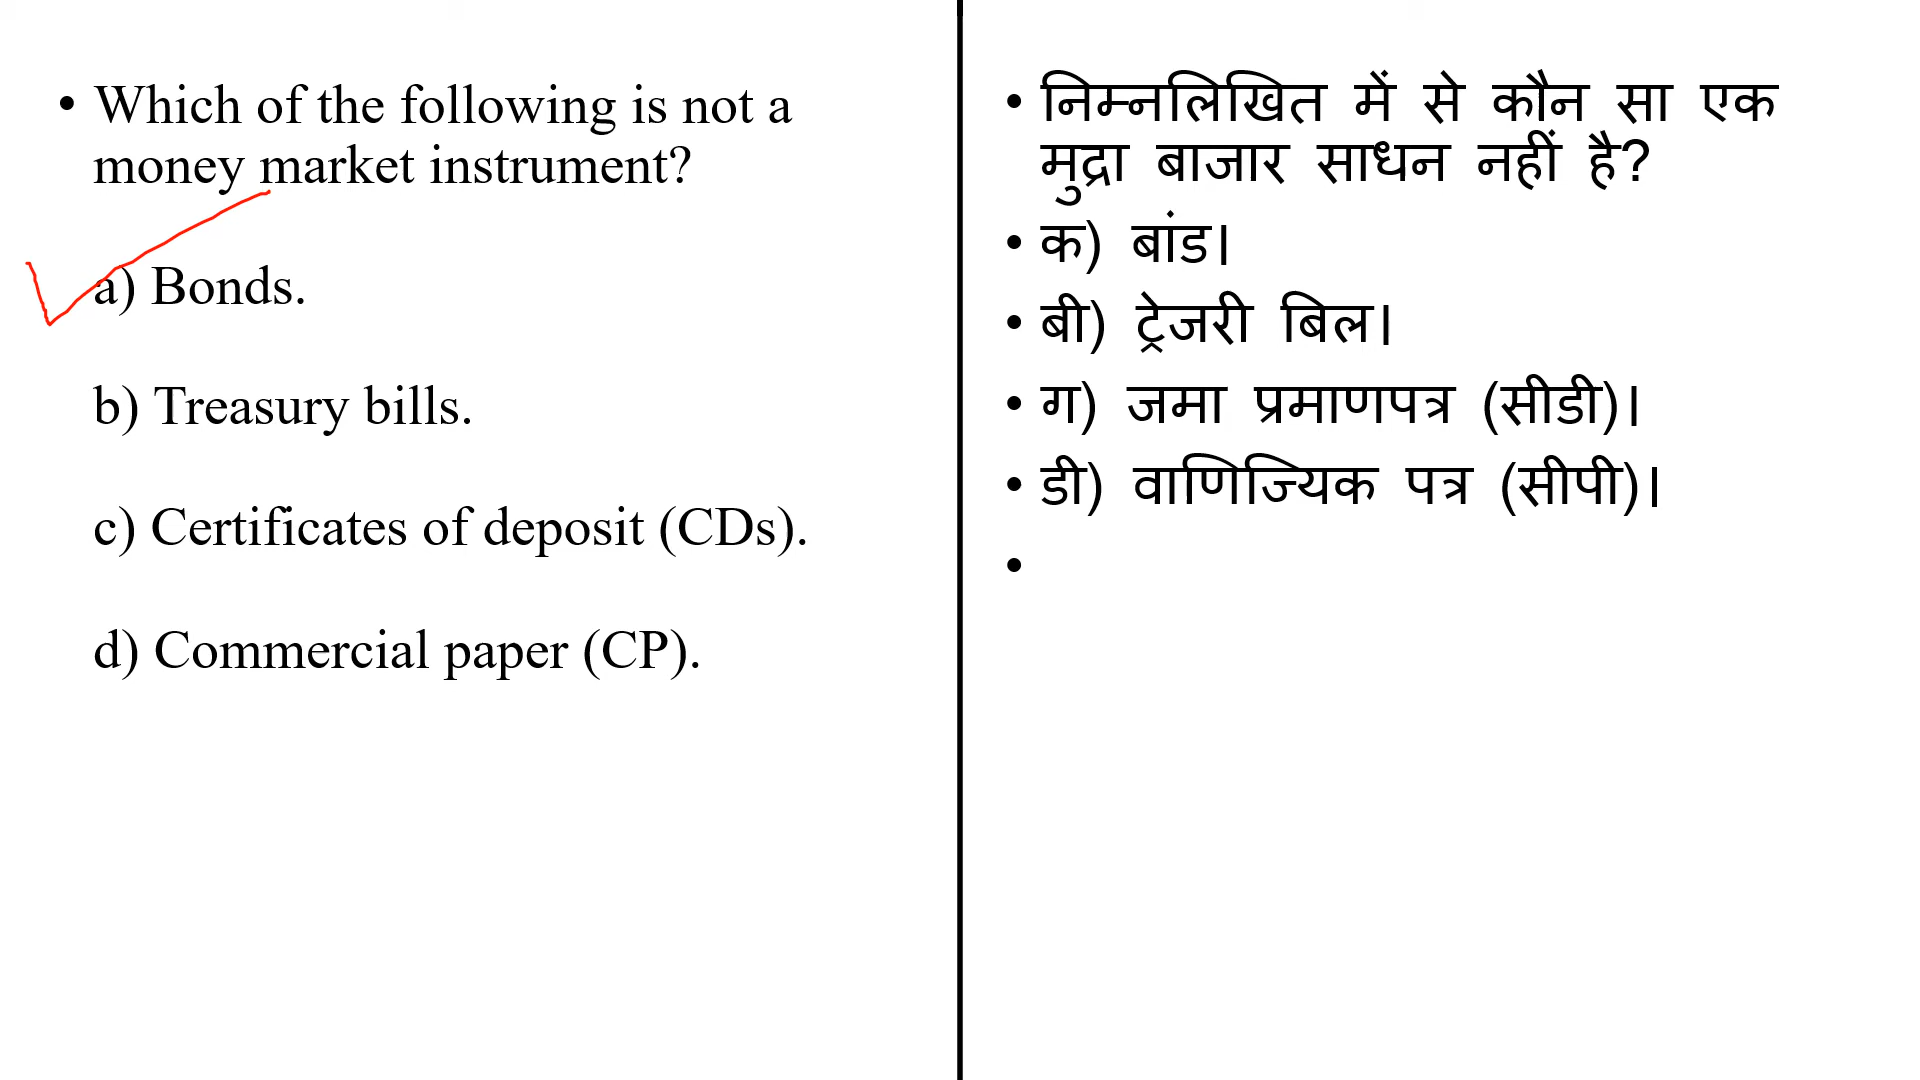 • Which of the following is not a
money market instrument?
a) Bonds.
b) Treasury bills.
c) Certificates of deposit (CDs).
d) Commercial paper (CP).
• निम्नलिखित में से कौन सा एक
मुद्रा बाजार साधन नहीं है?
• क) बांड।
• बी) ट्रेजरी बिल।
• ग) जमा प्रमाणपत्र (सीडी)।
• डी) वाणिज्यिक पत्र (सीपी)।
•